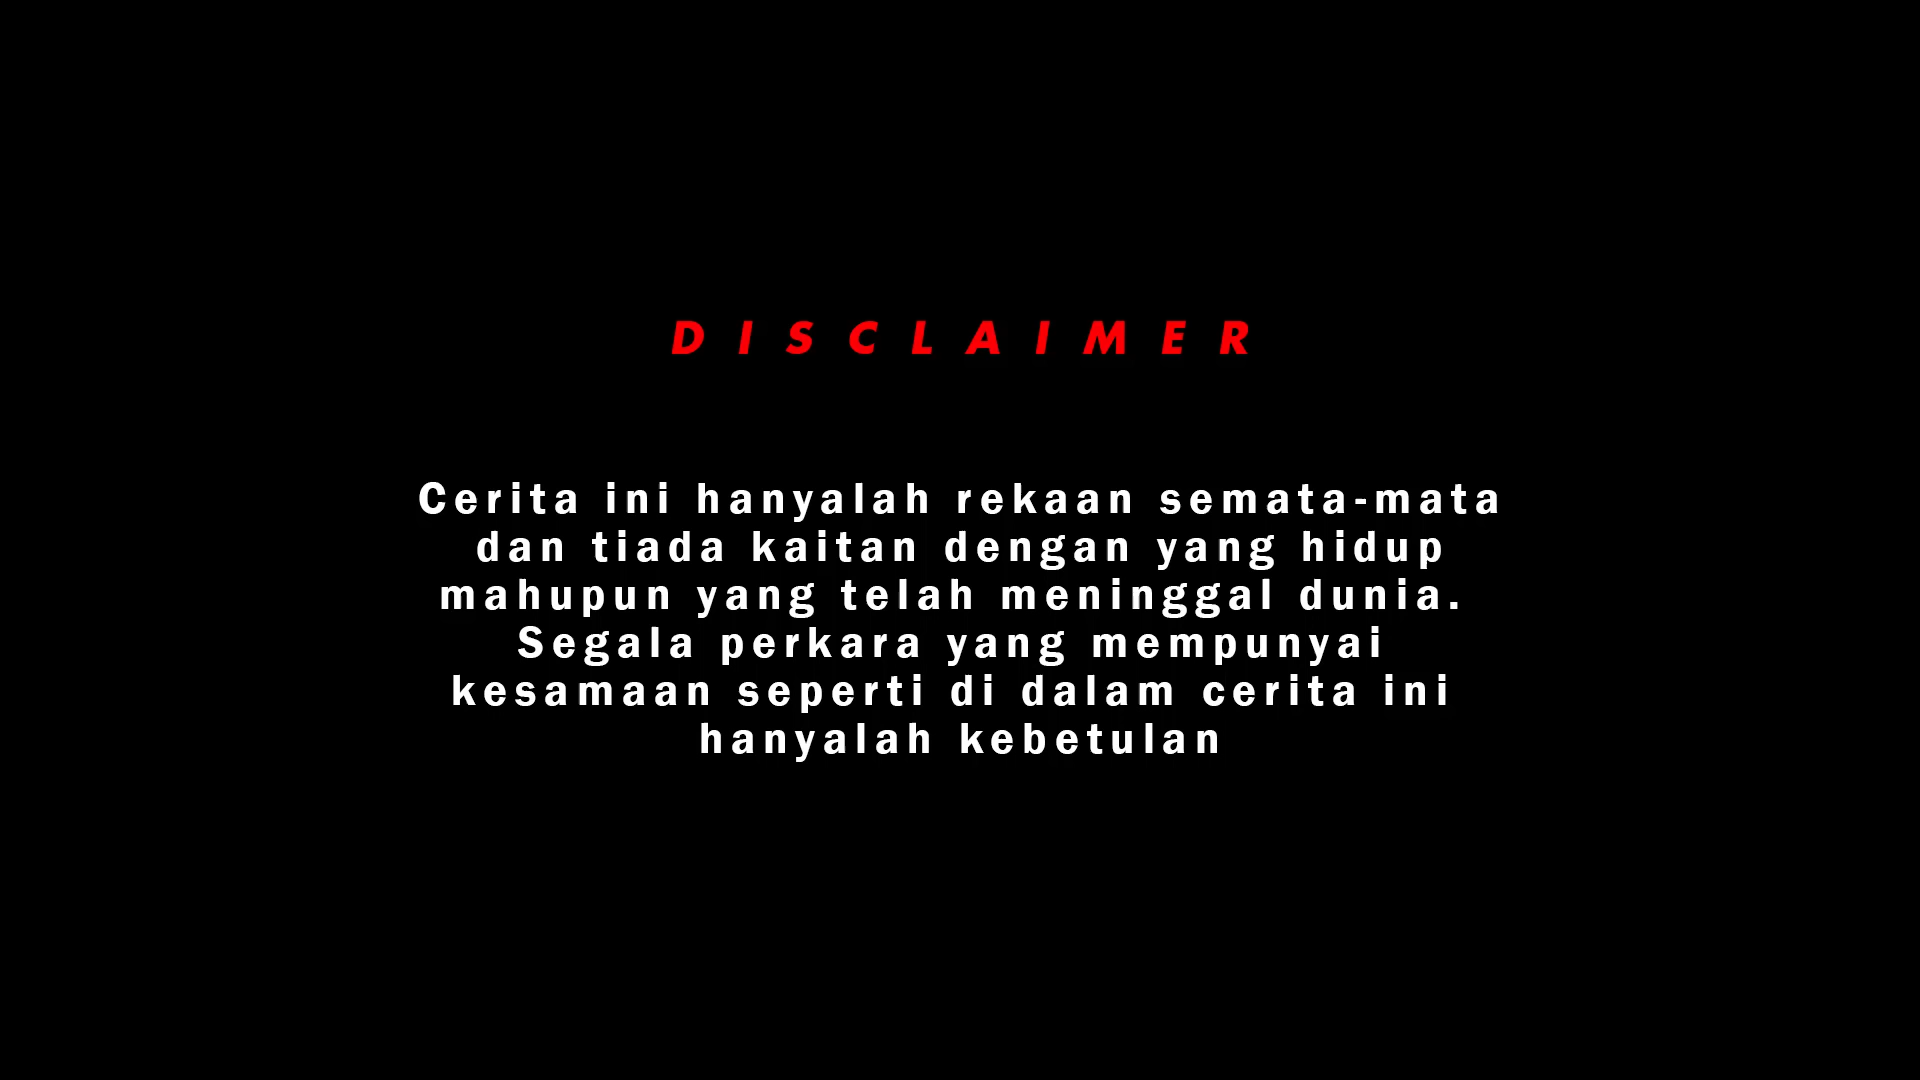 DISCLAIMER
Cerita ini hanyalah rekaan semata-mata
dan tiada kaitan dengan yang hidup
mahupun yang telah meninggal dunia.
Segala perkara yang mempunyai
kesamaan seperti di dalam cerita ini
hanyalah kebetulan